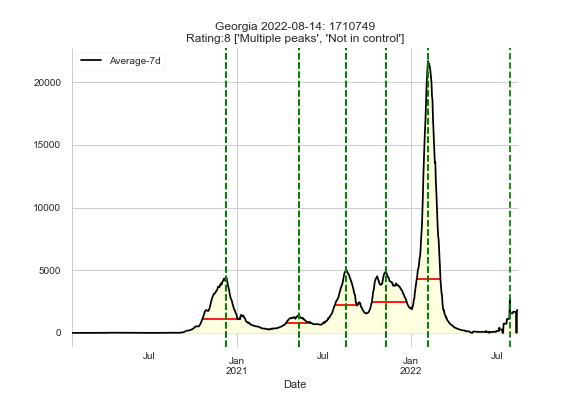 Georgia 2022-08-14: 1710749
Rating:8 ['Multiple peaks', 'Not in control']
Average-7d
20000
15000
10000
5000
0
Jul
Jan
2021
Jul
Jan
2022
Jul
Date